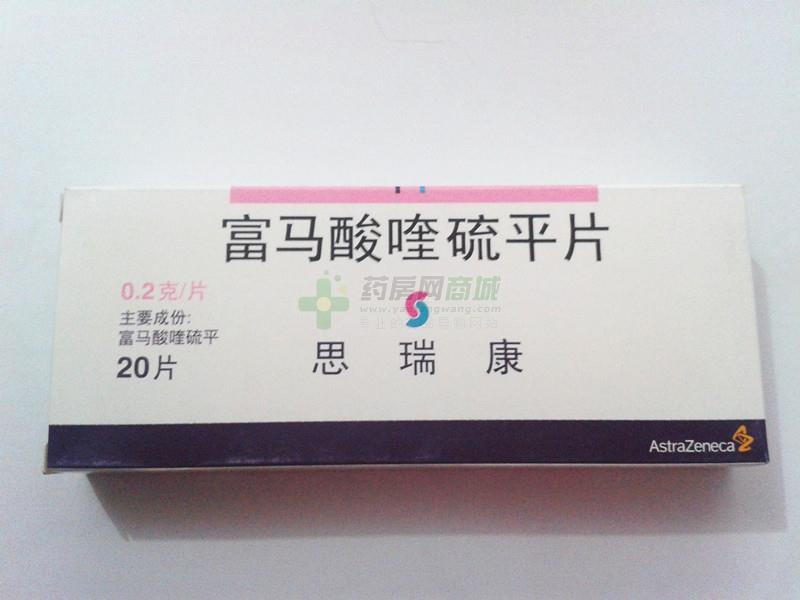 富马酸喹硫平片
0.2克/片
主要成份:
富马酸喹硫平
20片
药房网商城
思瑞康
AstraZeneca